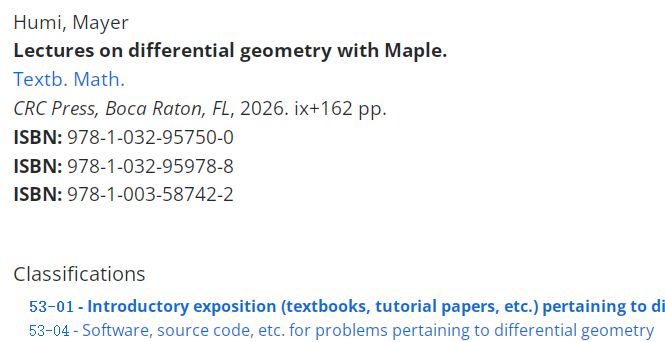 Humi, Mayer
Lectures on differential geometry with Maple.
Textb. Math.
CRC Press, Boca Raton, FL, 2026. ix+162 pp.
ISBN: 978-1-032-95750-0
ISBN: 978-1-032-95978-8
ISBN: 978-1-003-58742-2
Classifications
53-01 - Introductory exposition (textbooks, tutorial papers, etc.) pertaining to di
53-04 - Software, source code, etc. for problems pertaining to differential geometry